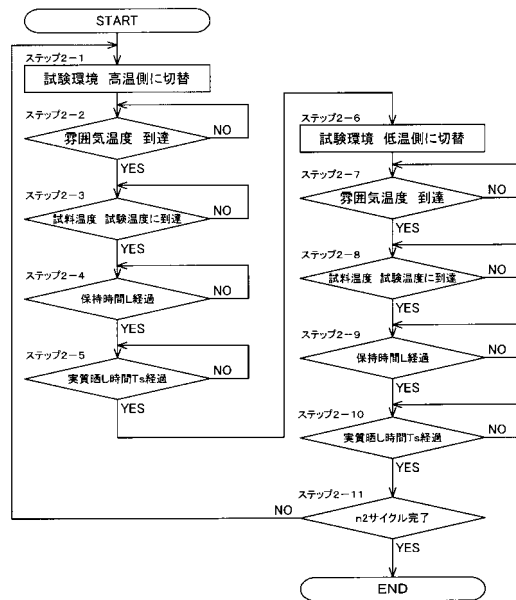 START
ステップ2-1
試験環境 高温側に切替
ステップ2-2
雰囲気温度 到達
NO
YES
ステップ2-3
試料温度 試験温度に到達
NO
YES
ステップ2-4
保持時間L経過
NO
YES
ステップ2-5
実質晒し時間Ts経過
NO
YES
ステップ2-6
試験環境 低温側に切替
ステップ2-7
雰囲気温度 到達
NO
YES
ステップ2-8
試料温度 試験温度に到達
NO
YES
ステップ2-9
保持時間L経過
NO
YES
ステップ2-10
実質晒し時間Ts経過
NO
YES
ステップ2-11
n2サイクル完了
NO
YES
END